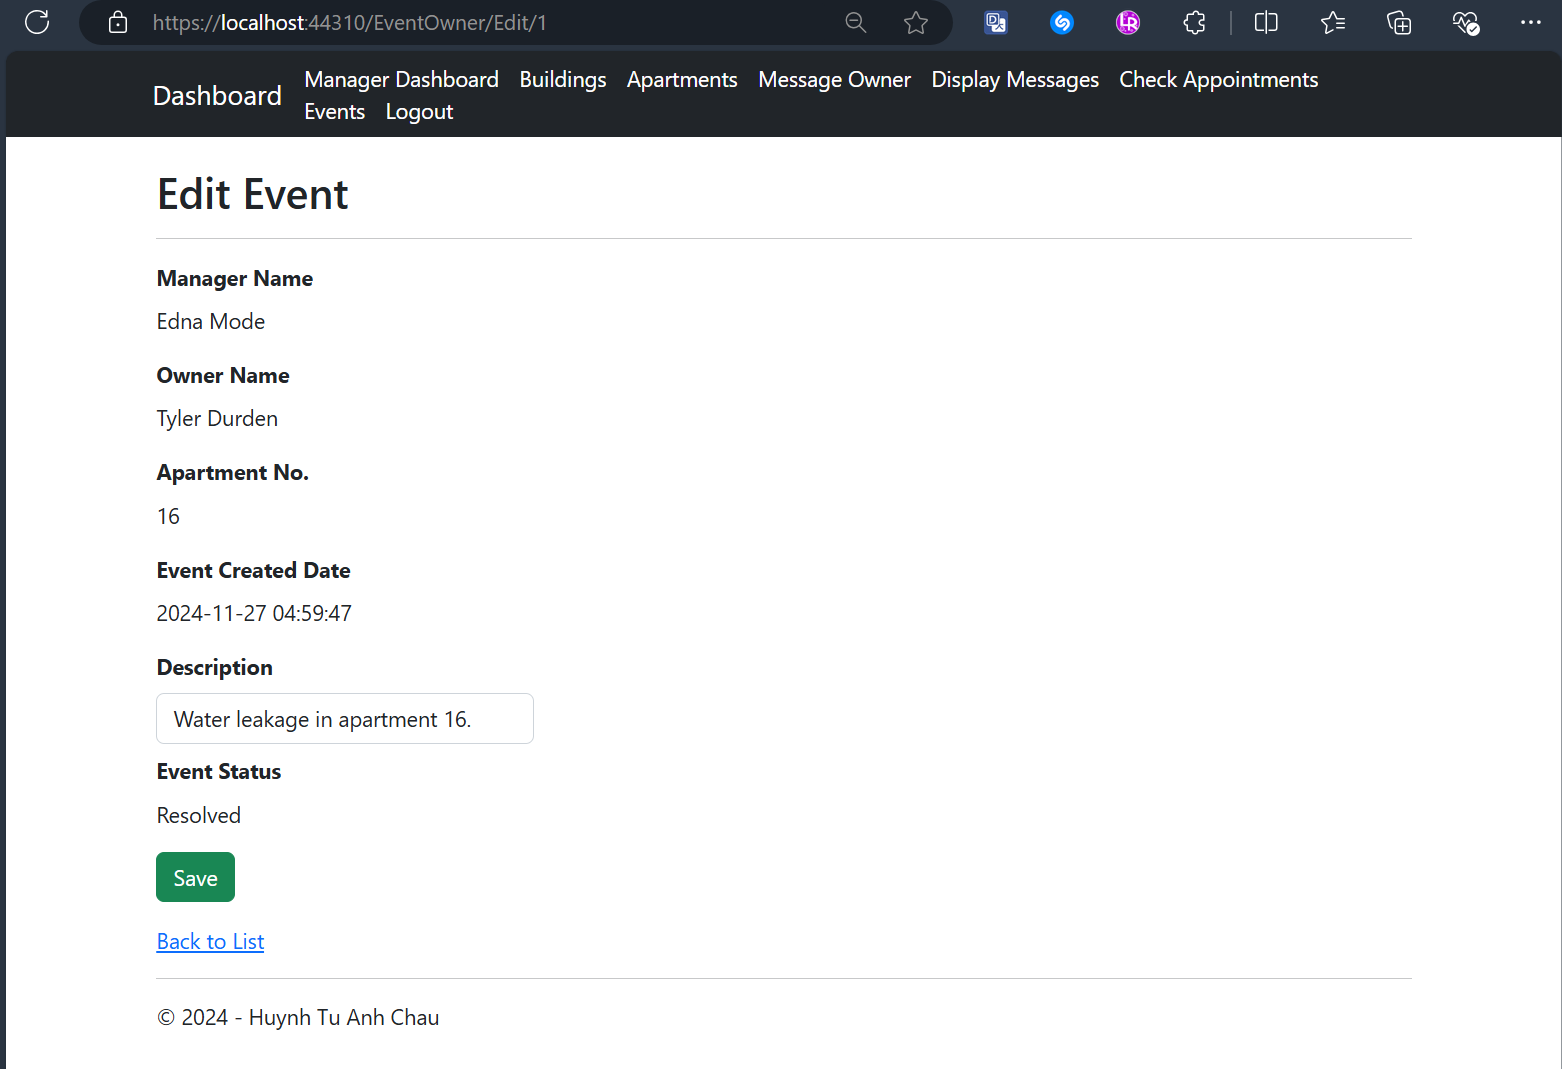 https://localhost:44310/EventOwner/Edit/1
Dashboard
Manager Dashboard Buildings Apartments Message Owner Display Messages Check Appointments
Events Logout
Edit Event
Manager Name
Edna Mode
Owner Name
Tyler Durden
Apartment No.
16
Event Created Date
2024-11-27 04:59:47
Description
Water leakage in apartment 16.
Event Status
Resolved
Save
Back to List
© 2024 - Huynh Tu Anh Chau